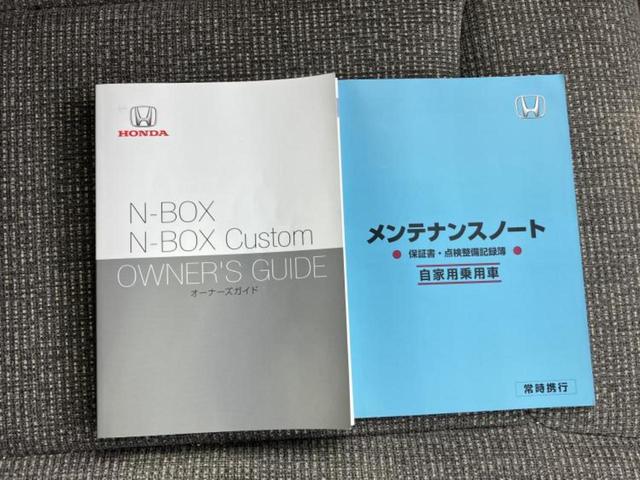 HONDA
N-BOX
N-BOX Custom
OWNER'S GUIDE
オーナーズガイド
メンテナンスノート
保証書・点検整備記録簿
自家用乗用車
常時携行